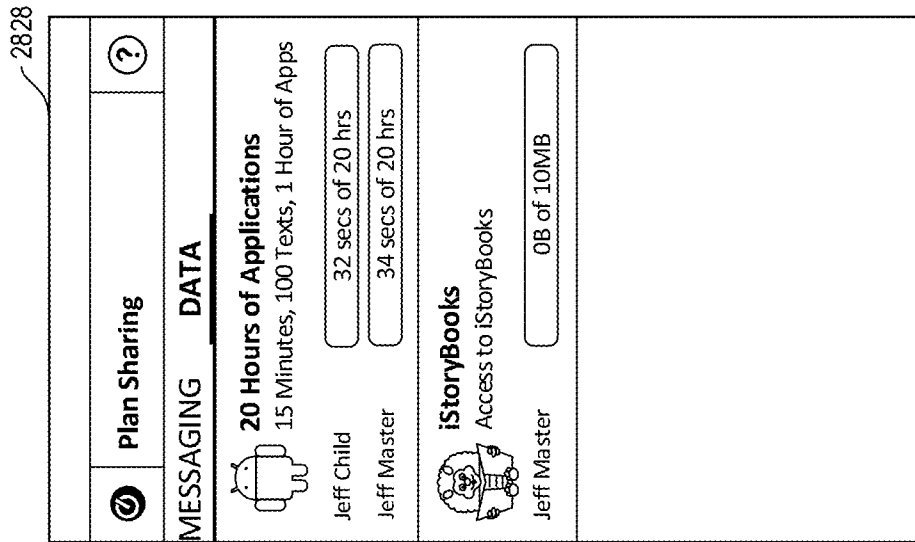 2828
Plan Sharing
?
MESSAGING DATA
20 Hours of Applications
15 Minutes, 100 Texts, 1 Hour of Apps
Jeff Child 32 secs of 20 hrs
Jeff Master 34 secs of 20 hrs
iStoryBooks
Access to iStoryBooks
Jeff Master 0B of 10MB